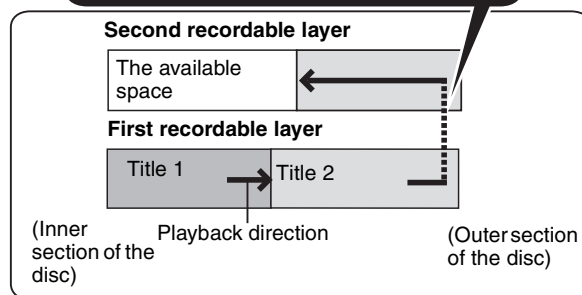 Second recordable layer
The available
space
First recordable layer
Title 1
Title 2
(Inner
section of the
disc)
Playback direction
(Outer section
of the disc)